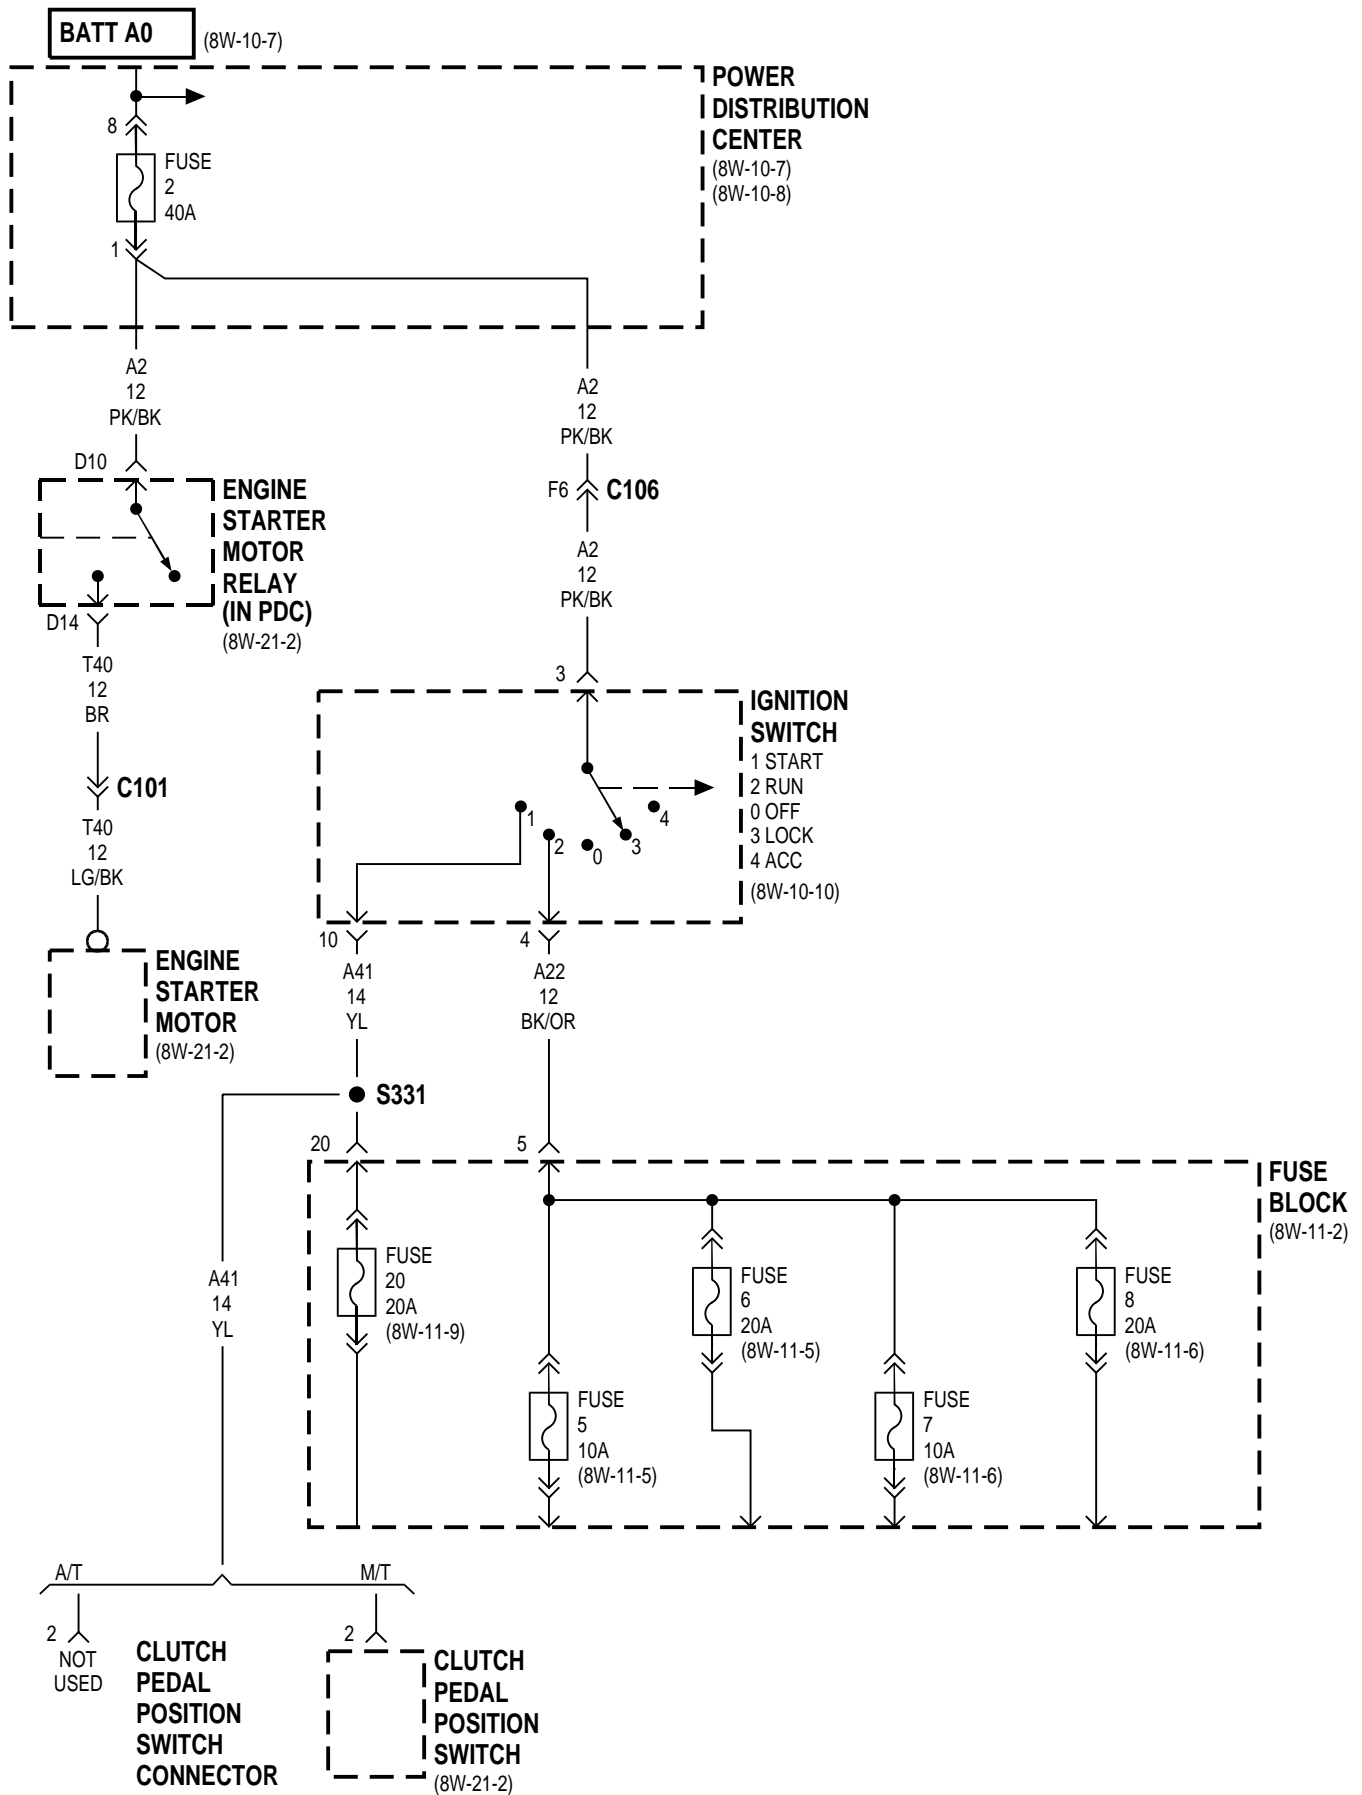 BATT A0
(8W-10-7)
POWER
DISTRIBUTION
CENTER
(8W-10-7)
(8W-10-8)
8
FUSE
2
40A
1
A2
12
PK/BK
A2
12
PK/BK
D10
F6
C106
ENGINE
STARTER
MOTOR
RELAY
(IN PDC)
(8W-21-2)
A2
12
PK/BK
D14
T40
12
BR
3
IGNITION
SWITCH
1 START
2 RUN
0 OFF
3 LOCK
4 ACC
(8W-10-10)
1
2
0
3
4
C101
T40
12
LG/BK
10
4
ENGINE
STARTER
MOTOR
(8W-21-2)
A41
14
YL
A22
12
BK/OR
S331
20
5
FUSE
BLOCK
(8W-11-2)
FUSE
20
20A
(8W-11-9)
FUSE
6
20A
(8W-11-5)
FUSE
8
20A
(8W-11-6)
A41
14
YL
FUSE
5
10A
(8W-11-5)
FUSE
7
10A
(8W-11-6)
A/T
M/T
2
NOT
USED
CLUTCH
PEDAL
POSITION
SWITCH
CONNECTOR
2
CLUTCH
PEDAL
POSITION
SWITCH
(8W-21-2)